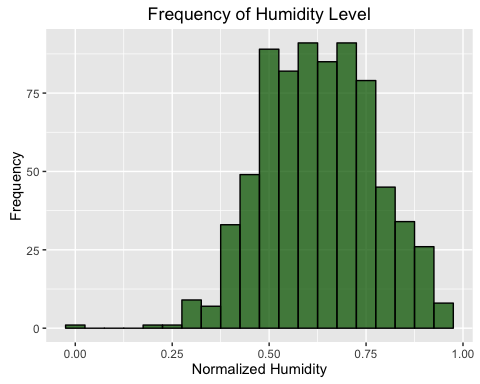 Frequency of Humidity Level
Frequency
75
50
25
0
0.00 0.25 0.50 0.75 1.00
Normalized Humidity